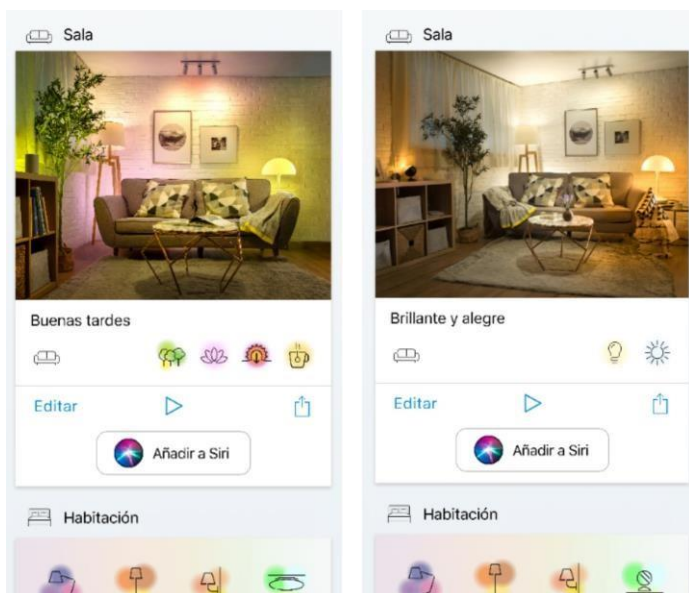 Sala
Buenas tardes
Editar
Añadir a Siri
Habitación
Sala
Brillante y alegre
Editar
Añadir a Siri
Habitación